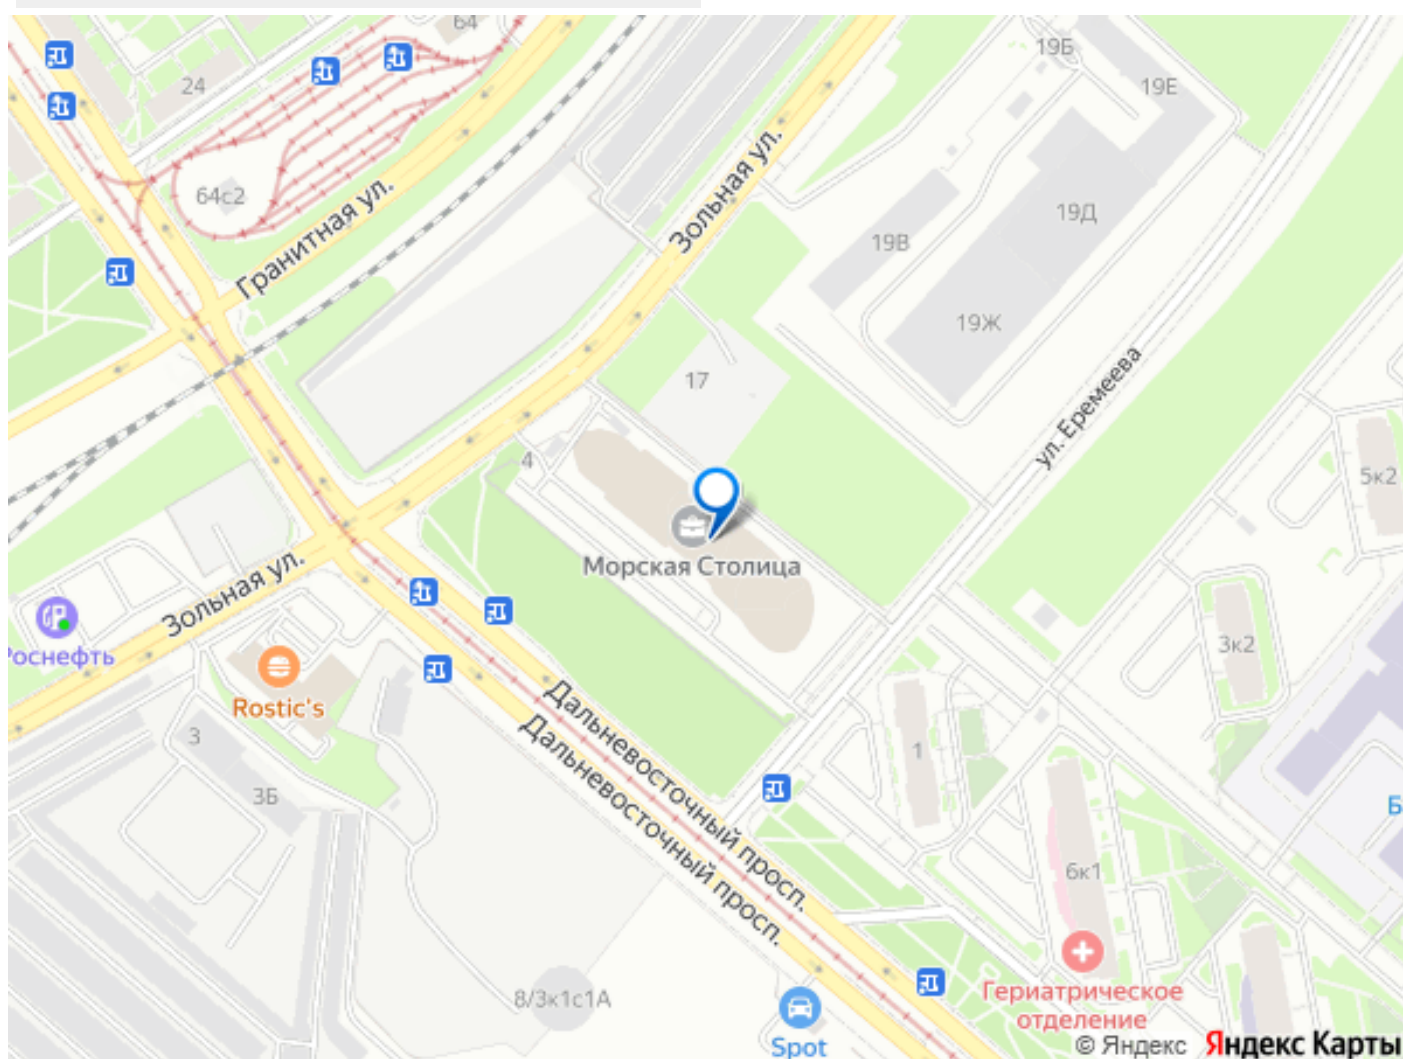 64
19Б
24
19Е
64с2
Гранитная ул.
Зольная ул.
19В
19Д
19Ж
17
ул. Еремеева
4
5к2
Морская Столица
Зольная ул.
Роснефть
3к2
Rostic's
Дальневосточный просп.
Дальневосточный просп.
3
1
3Б
Б
6к1
8/3к1с1А
Гериатрическое
отделение
Spot
© Яндекс Яндекс Карты